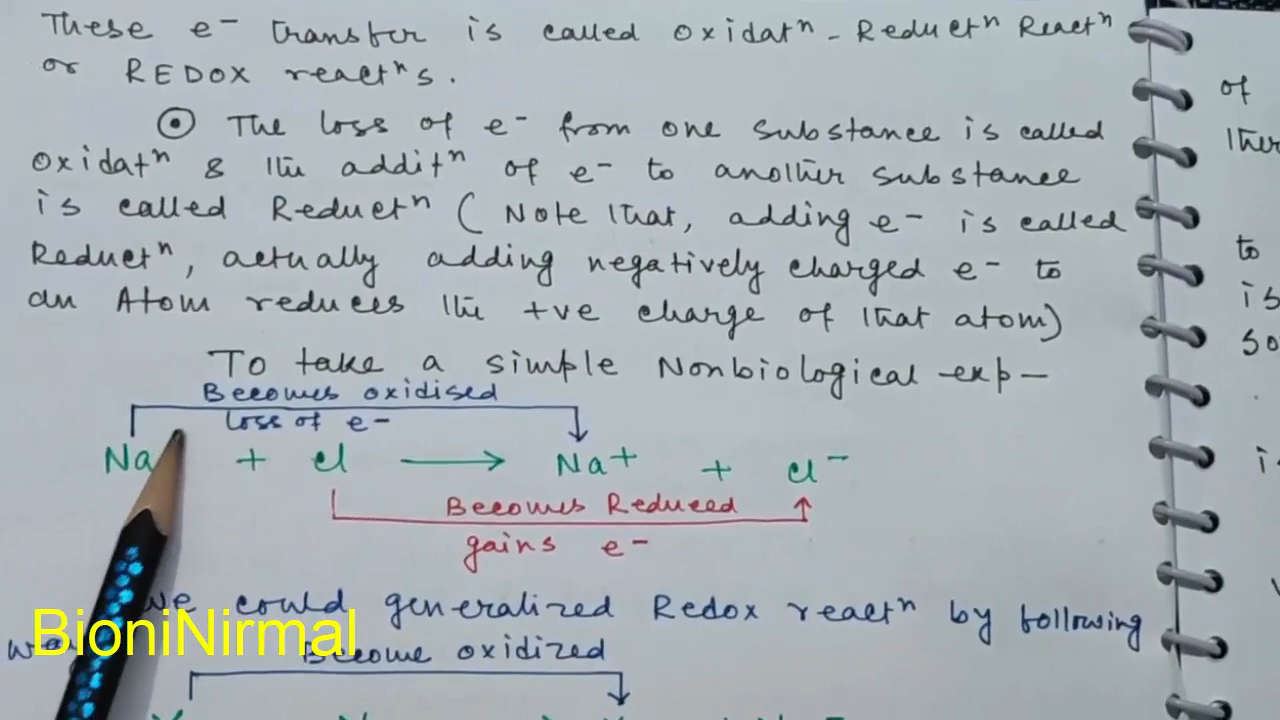 These e⁻ transfer is called Oxidatⁿ - Reductⁿ Reactⁿ
or REDOX reactⁿs.
⊙ The loss of e⁻ from one substance is called
Oxidatⁿ & the additⁿ of e⁻ to another substance
is called Reductⁿ ( Note that, adding e⁻ is called
Reductⁿ, actually adding negatively charged e⁻ to
an Atom reduces the +ve charge of that atom)
To take a simple Nonbiological exp —
Becomes oxidised
loss of e⁻
Na + Cl ⟶ Na⁺ + Cl⁻
Becomes Reduced
gains e⁻
We could generalized Redox reactⁿ by following
BioniNirmal
Become oxidized
of
to
is
so